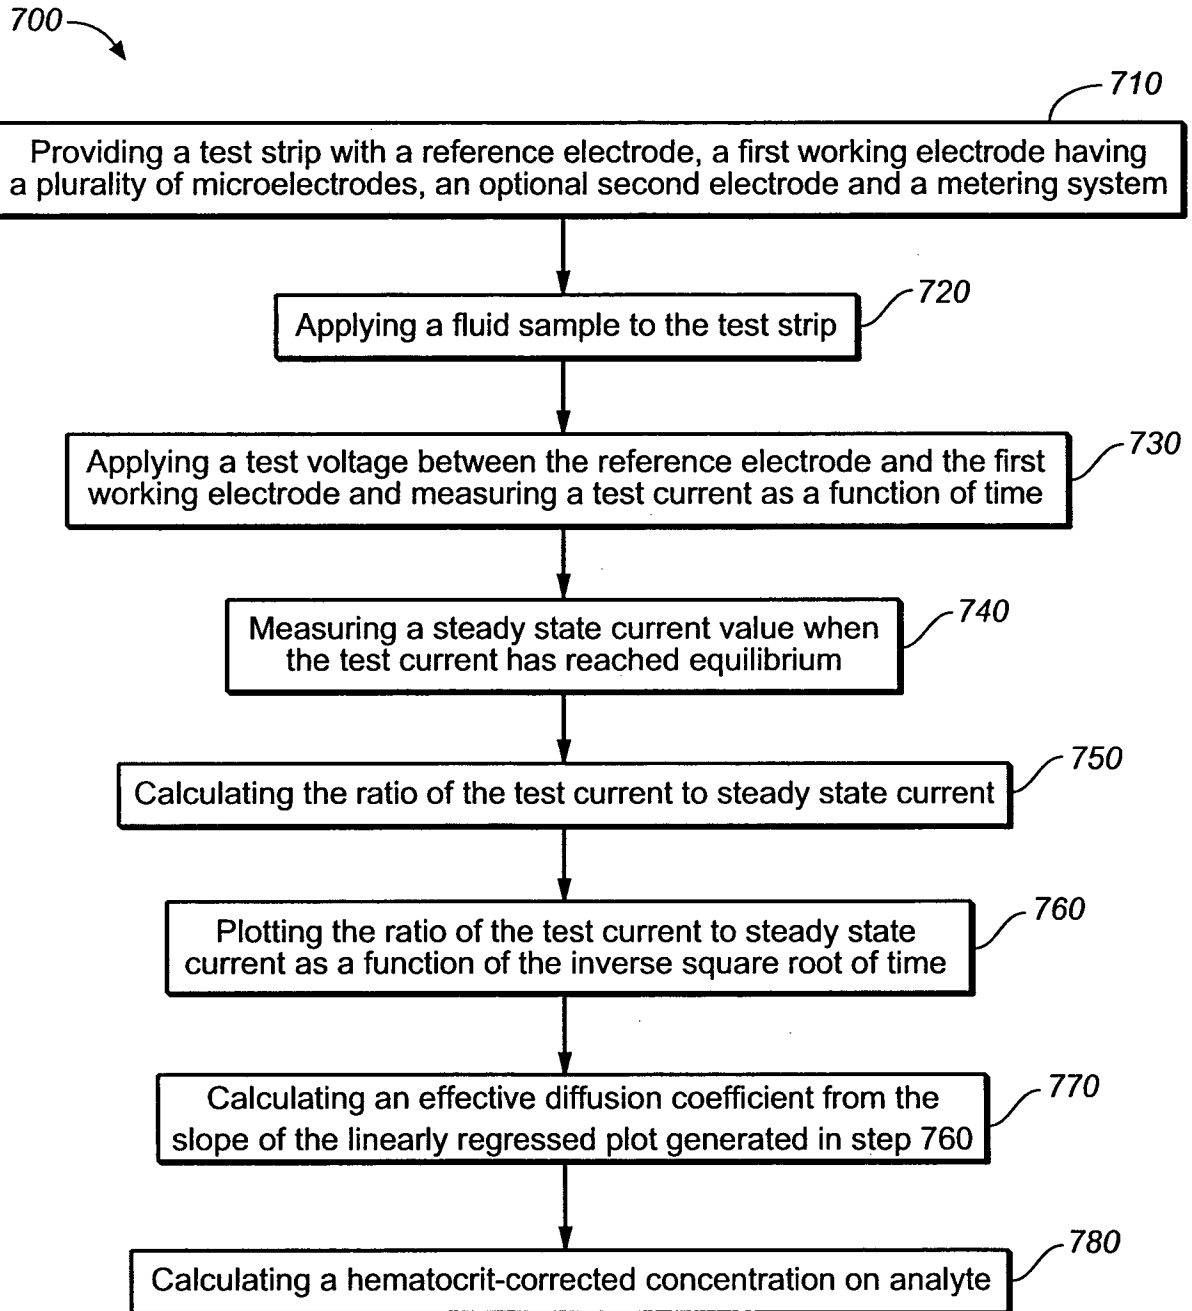 700
710
Providing a test strip with a reference electrode, a first working electrode having
a plurality of microelectrodes, an optional second electrode and a metering system
720
Applying a fluid sample to the test strip
730
Applying a test voltage between the reference electrode and the first
working electrode and measuring a test current as a function of time
740
Measuring a steady state current value when
the test current has reached equilibrium
750
Calculating the ratio of the test current to steady state current
760
Plotting the ratio of the test current to steady state
current as a function of the inverse square root of time
770
Calculating an effective diffusion coefficient from the
slope of the linearly regressed plot generated in step 760
780
Calculating a hematocrit-corrected concentration on analyte